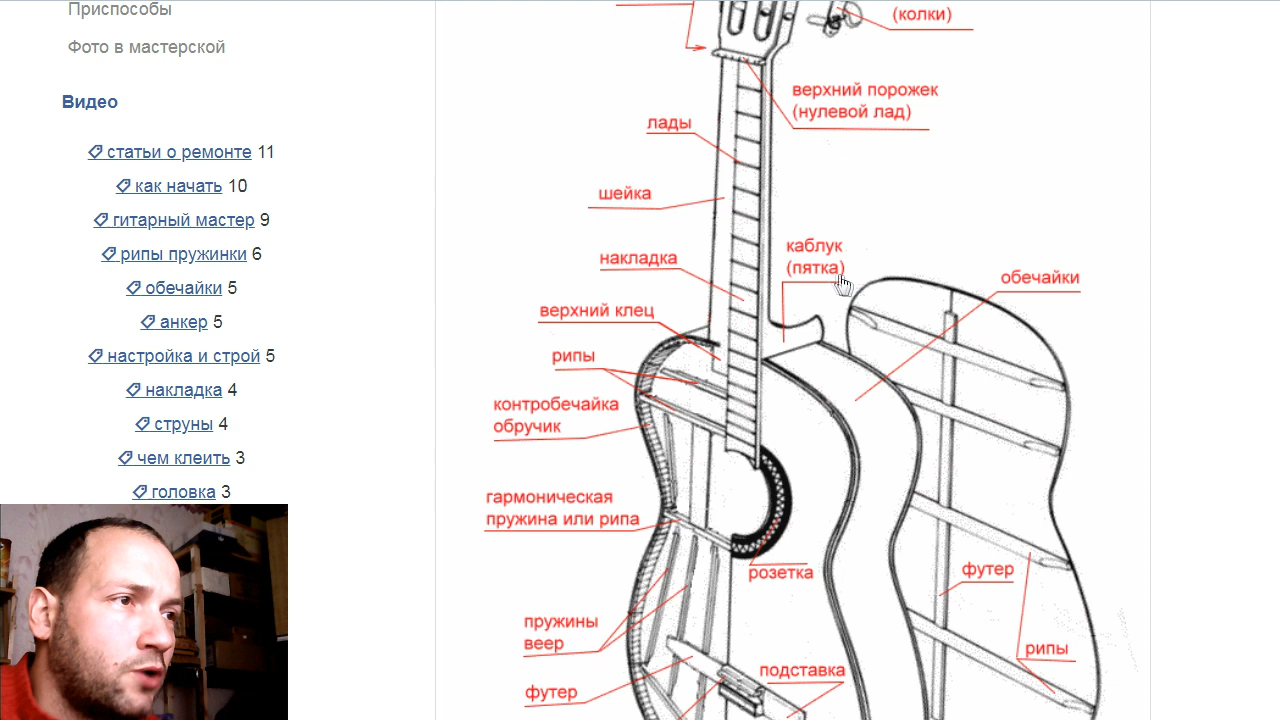 Приспособы
Фото в мастерской
Видео
статьи о ремонте 11
как начать 10
гитарный мастер 9
рипы пружинки 6
обечайки 5
анкер 5
настройка и строй 5
накладка 4
струны 4
чем клеить 3
головка 3
(колки)
верхний порожек
(нулевой лад)
лады
шейка
накладка
каблук
(пятка)
обечайки
верхний клец
рипы
контробечайка
обручик
гармоническая
пружина или рипа
розетка
футер
пружины
веер
рипы
подставка
футер